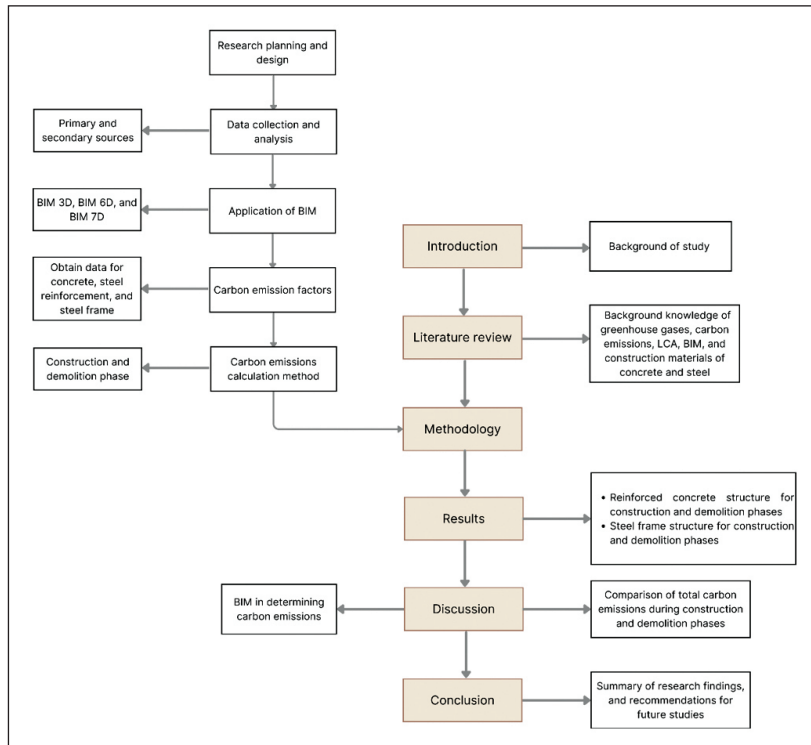 Research planning and
design
Primary and
secondary sources
Data collection and
analysis
BIM 3D, BIM 6D, and
BIM 7D
Application of BIM
Obtain data for
concrete, steel
reinforcement, and
steel frame
Carbon emission factors
Construction and
demolition phase
Carbon emissions
calculation method
Introduction
Background of study
Literature review
Background knowledge of
greenhouse gases, carbon
emissions, LCA, BIM, and
construction materials of
concrete and steel
Methodology
Results
• Reinforced concrete structure for
construction and demolition phases
• Steel frame structure for construction
and demolition phases
BIM in determining
carbon emissions
Discussion
Comparison of total carbon
emissions during construction
and demolition phases
Conclusion
Summary of research findings,
and recommendations for
future studies